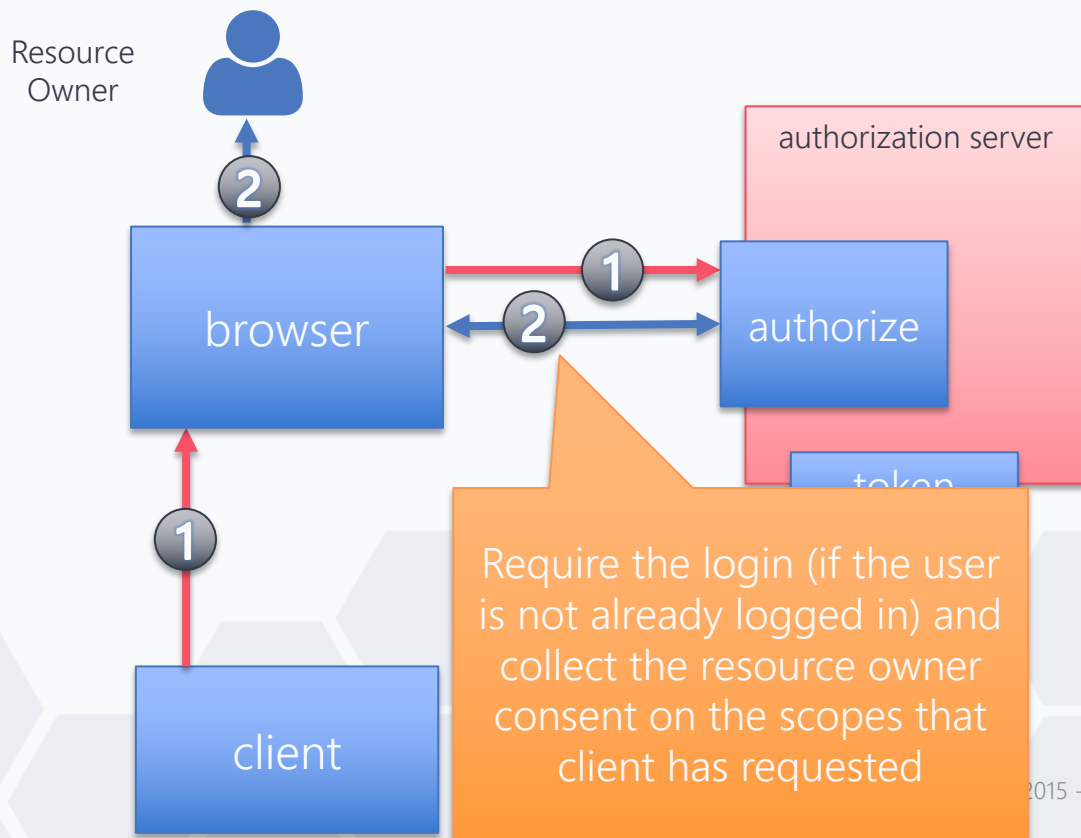 Resource
Owner
authorization server
2
1
browser
2
authorize
token
1
Require the login (if the user
is not already logged in) and
collect the resource owner
consent on the scopes that
client has requested
client
2015 -